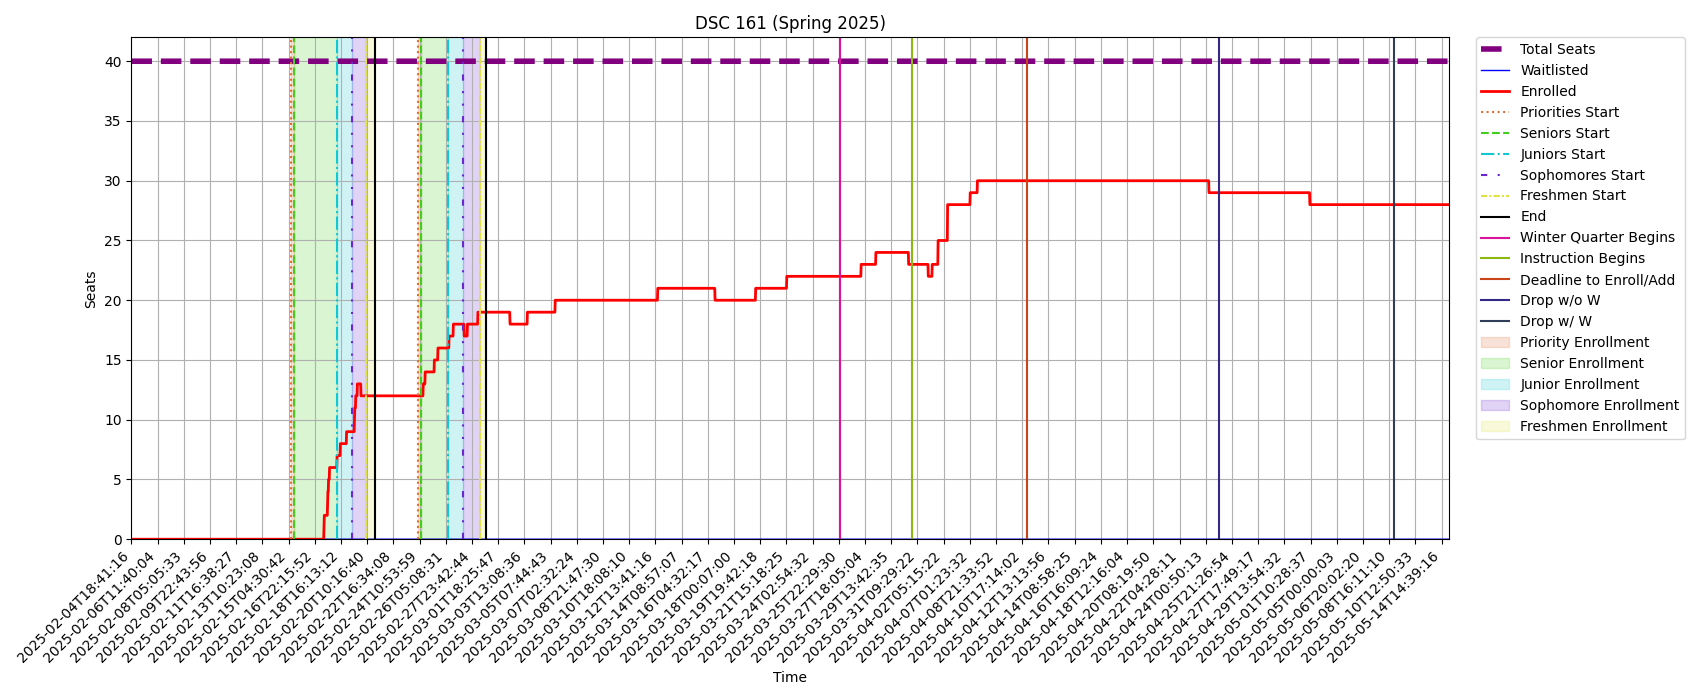 DSC 161 (Spring 2025)
Seats
40
35
30
25
20
15
10
5
0
2025-02-04T18:41:16
2025-02-06T11:40:04
2025-02-08T05:05:33
2025-02-09T22:43:56
2025-02-11T16:38:27
2025-02-13T10:23:08
2025-02-15T04:30:42
2025-02-16T22:15:52
2025-02-18T16:13:12
2025-02-20T10:16:40
2025-02-22T16:34:08
2025-02-24T10:53:59
2025-02-26T05:08:31
2025-02-27T23:42:44
2025-03-01T18:25:47
2025-03-03T13:08:36
2025-03-05T07:44:43
2025-03-07T02:32:24
2025-03-08T21:47:30
2025-03-10T18:08:10
2025-03-12T13:41:16
2025-03-14T08:57:07
2025-03-16T04:32:17
2025-03-18T00:07:00
2025-03-19T19:42:18
2025-03-21T15:18:25
2025-03-24T02:54:32
2025-03-25T22:29:30
2025-03-27T18:05:04
2025-03-29T13:42:35
2025-03-31T09:29:22
2025-04-02T05:15:22
2025-04-07T01:23:32
2025-04-08T21:33:52
2025-04-10T17:14:02
2025-04-12T13:13:56
2025-04-14T08:58:25
2025-04-16T16:09:24
2025-04-18T12:16:04
2025-04-20T08:19:50
2025-04-22T04:28:11
2025-04-24T00:50:13
2025-04-25T21:26:54
2025-04-27T17:49:17
2025-04-29T13:54:32
2025-05-01T10:28:37
2025-05-05T00:00:03
2025-05-06T20:02:20
2025-05-08T16:11:10
2025-05-10T12:50:33
2025-05-14T14:39:16
Time
Total Seats
Waitlisted
Enrolled
Priorities Start
Seniors Start
Juniors Start
Sophomores Start
Freshmen Start
End
Winter Quarter Begins
Instruction Begins
Deadline to Enroll/Add
Drop w/o W
Drop w/ W
Priority Enrollment
Senior Enrollment
Junior Enrollment
Sophomore Enrollment
Freshmen Enrollment